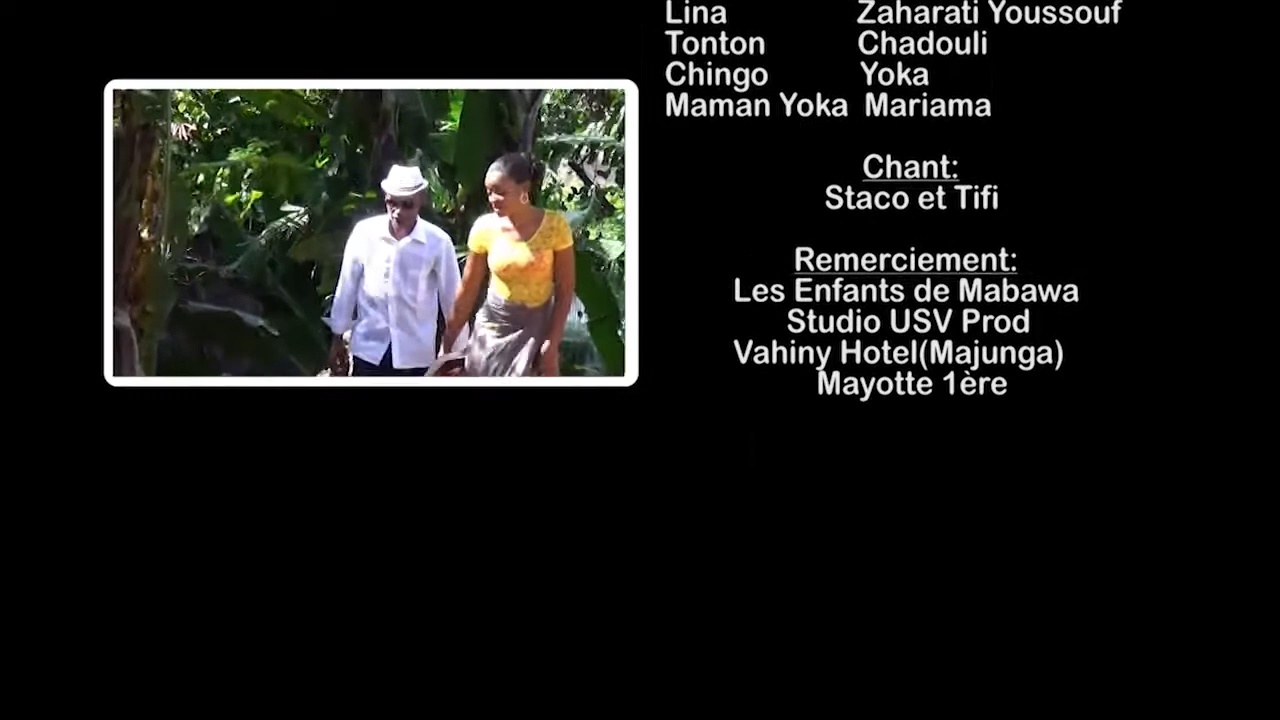 Lina Zaharati Youssouf
Tonton Chadouli
Chingo Yoka
Maman Yoka Mariama
Chant:
Staco et Tifi
Remerciement:
Les Enfants de Mabawa
Studio USV Prod
Vahiny Hotel(Majunga)
Mayotte 1ère